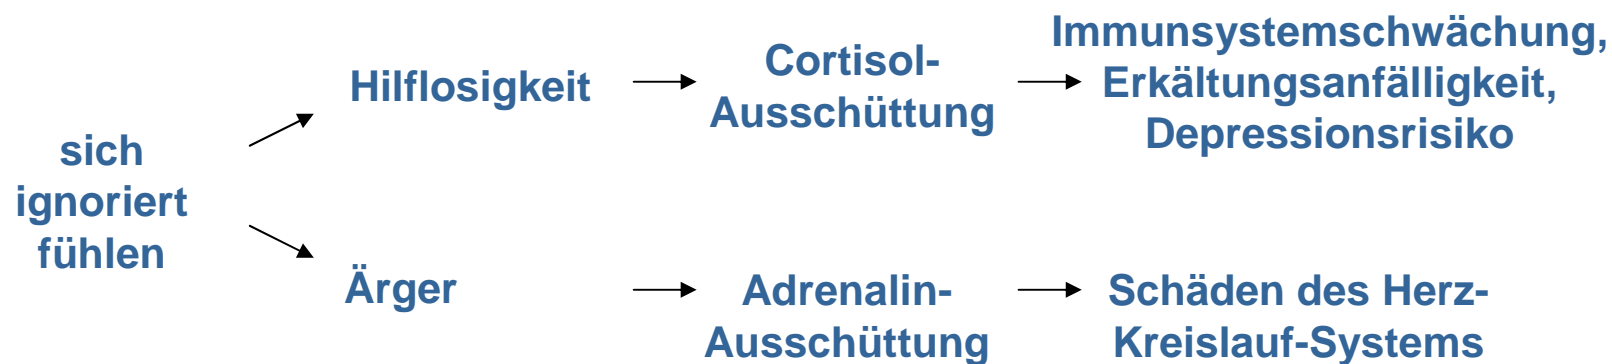 sich
ignoriert
fühlen
Hilflosigkeit
Cortisol-
Ausschüttung
Immunsystemschwächung,
Erkältungsanfälligkeit,
Depressionsrisiko
Ärger
Adrenalin-
Ausschüttung
Schäden des Herz-
Kreislauf-Systems